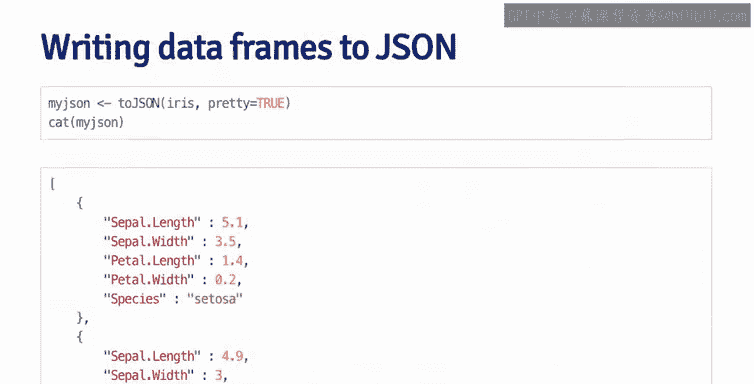 Writing data frames to JSON
myjson <- toJSON(iris, pretty=TRUE)
cat(myjson)
[
{
"Sepal.Length" : 5.1,
"Sepal.Width" : 3.5,
"Petal.Length" : 1.4,
"Petal.Width" : 0.2,
"Species" : "setosa"
},
{
"Sepal.Length" : 4.9,
"Sepal.Width" : 3,